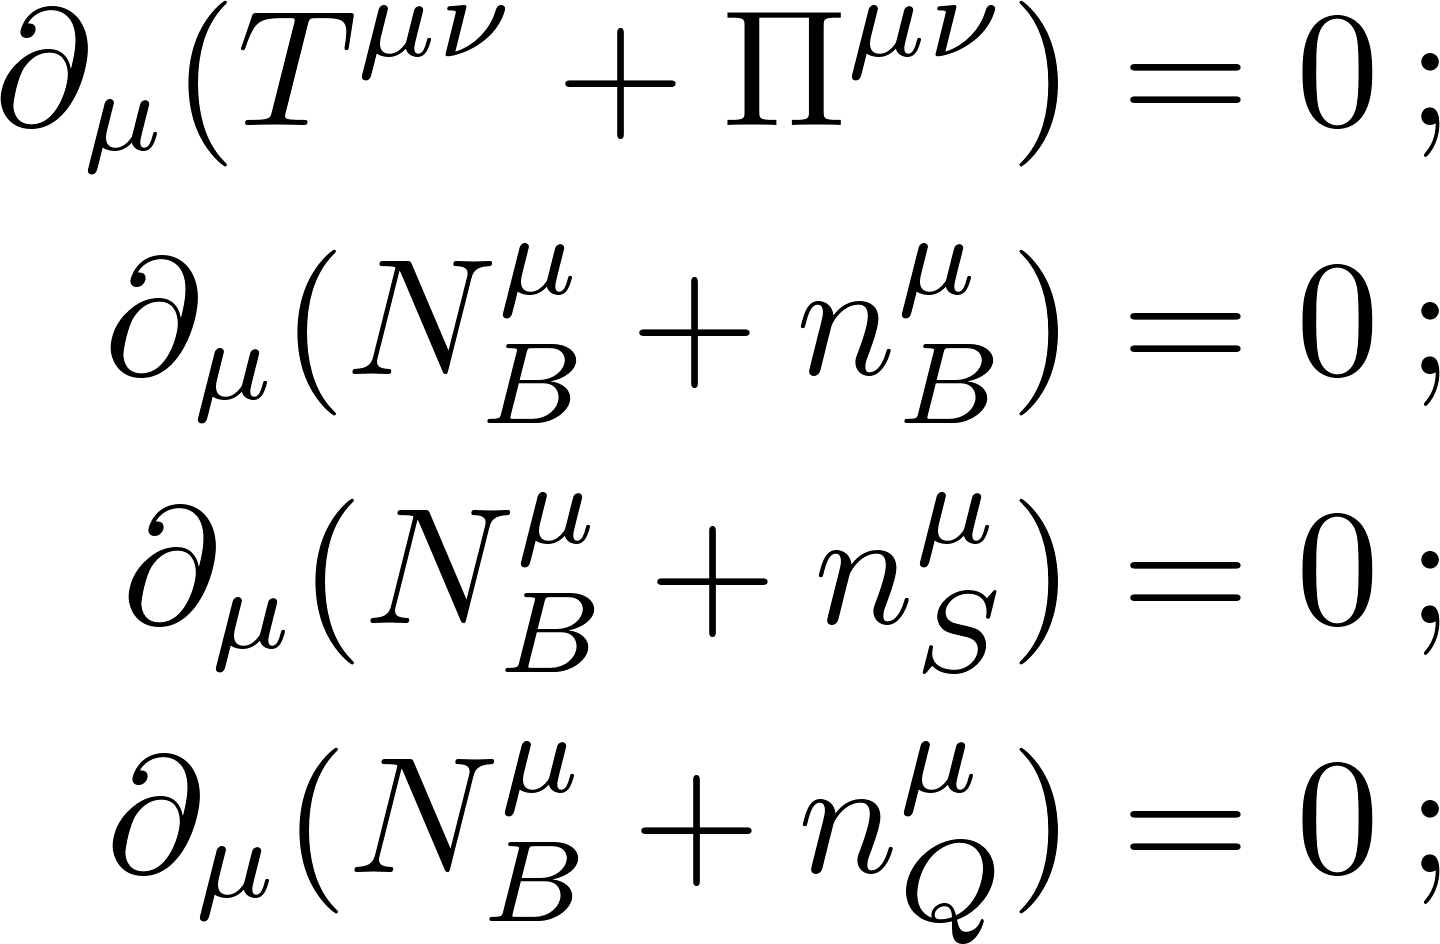 ∂_μ(T^{μν} + Π^{μν}) = 0 ;
∂_μ(N_B^μ + n_B^μ) = 0 ;
∂_μ(N_B^μ + n_S^μ) = 0 ;
∂_μ(N_B^μ + n_Q^μ) = 0 ;